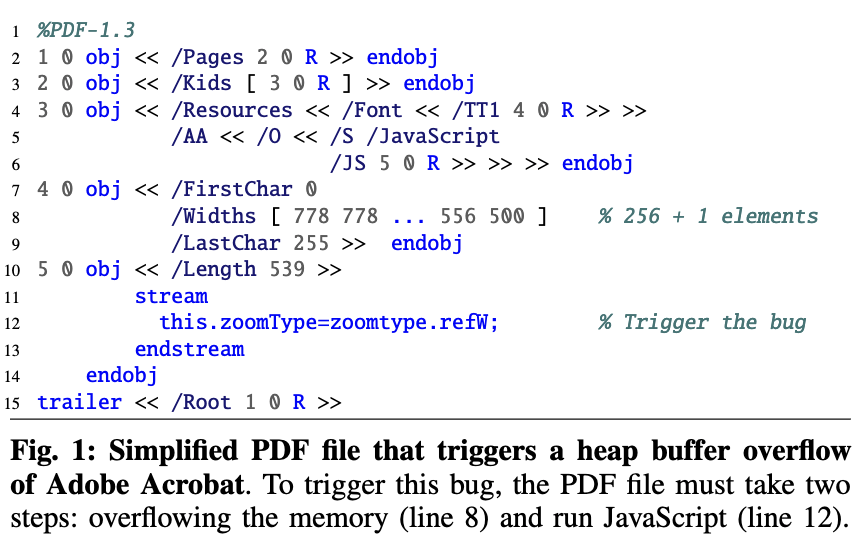 1 %PDF-1.3
2 1 0 obj << /Pages 2 0 R >> endobj
3 2 0 obj << /Kids [ 3 0 R ] >> endobj
4 3 0 obj << /Resources << /Font << /TT1 4 0 R >> >>
5 /AA << /O << /S /JavaScript
6 /JS 5 0 R >> >> >> endobj
7 4 0 obj << /FirstChar 0
8 /Widths [ 778 778 ... 556 500 ] % 256 + 1 elements
9 /LastChar 255 >> endobj
10 5 0 obj << /Length 539 >>
11 stream
12 this.zoomType=zoomtype.refW; % Trigger the bug
13 endstream
14 endobj
15 trailer << /Root 1 0 R >>
Fig. 1: Simplified PDF file that triggers a heap buffer overflow
of Adobe Acrobat. To trigger this bug, the PDF file must take two
steps: overflowing the memory (line 8) and run JavaScript (line 12).